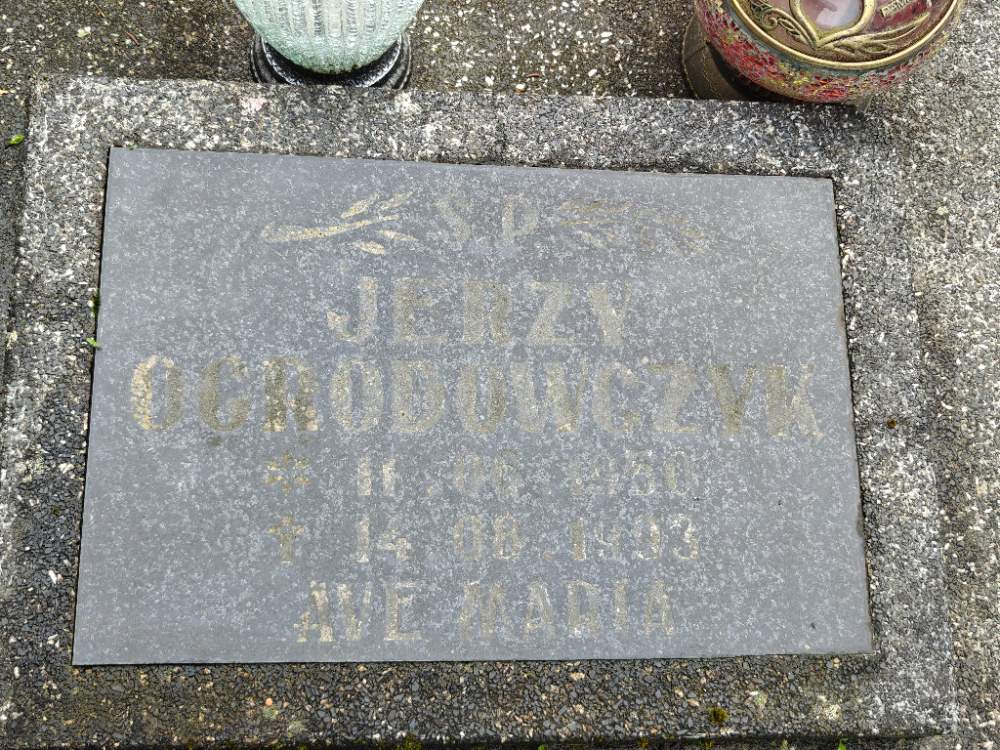 Ś.P.
JERZY
OGRODOWCZYK
* 11.06.1950
† 14.08.1993
AVE MARIA